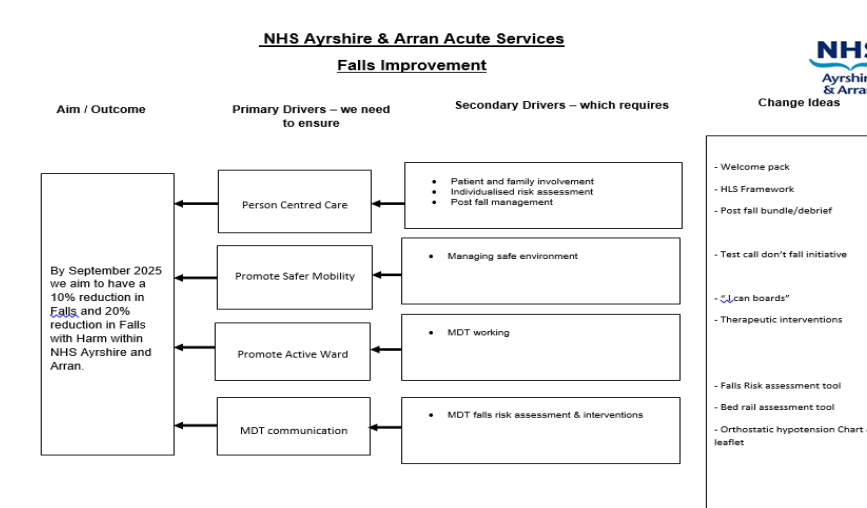 NHS Ayrshire & Arran Acute Services
Falls Improvement
NHS
Ayrshire
& Arran
Aim / Outcome
Primary Drivers – we need
to ensure
Secondary Drivers – which requires
Change Ideas
By September 2025
we aim to have a
10% reduction in
Falls and 20%
reduction in Falls
with Harm within
NHS Ayrshire and
Arran.
Person Centred Care
Promote Safer Mobility
Promote Active Ward
MDT communication
• Patient and family involvement
• Individualised risk assessment
• Post fall management
• Managing safe environment
• MDT working
• MDT falls risk assessment & interventions
- Welcome pack
- HLS Framework
- Post fall bundle/debrief
- Test call don't fall initiative
- " I can boards"
- Therapeutic interventions
- Falls Risk assessment tool
- Bed rail assessment tool
- Orthostatic hypotension Chart
leaflet